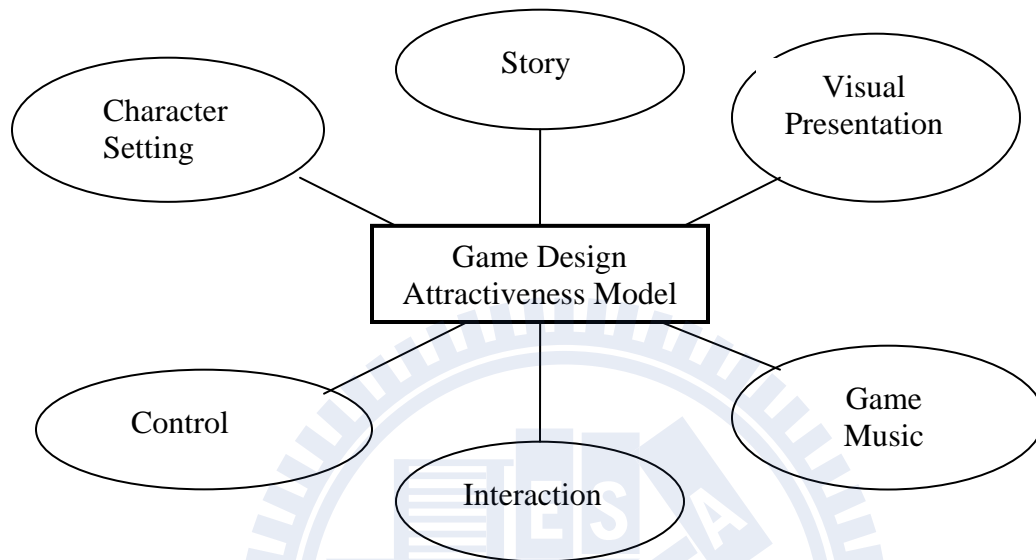 Story
Visual
Presentation
Character
Setting
Game Design
Attractiveness Model
Control
Game
Music
Interaction
E S A